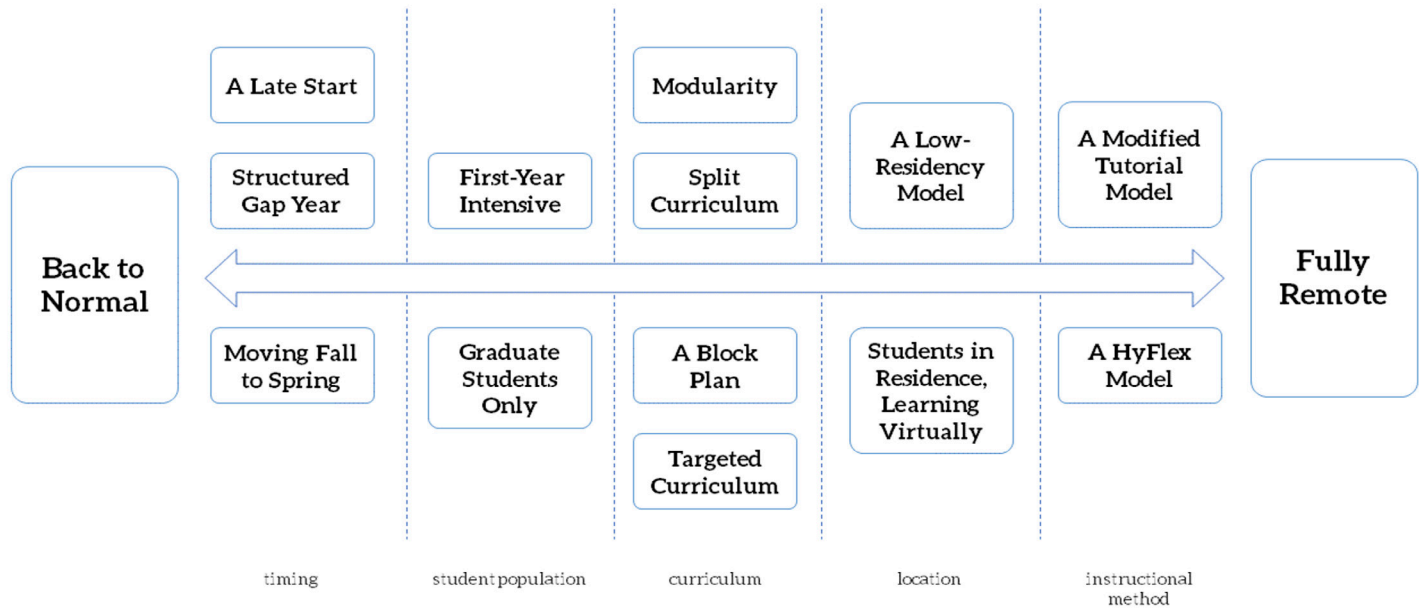 Back to
Normal
A Late Start
Structured
Gap Year
Moving Fall
to Spring
timing
First-Year
Intensive
Graduate
Students
Only
student population
Modularity
Split
Curriculum
A Block
Plan
Targeted
Curriculum
curriculum
A Low-
Residency
Model
Students in
Residence,
Learning
Virtually
location
A Modified
Tutorial
Model
A HyFlex
Model
instructional
method
Fully
Remote